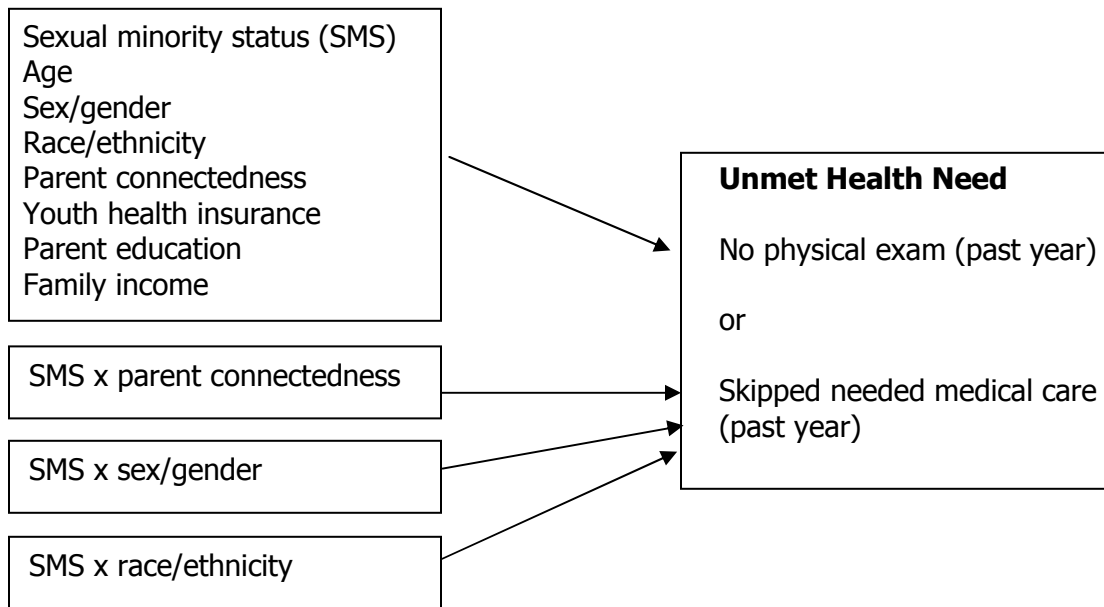 Sexual minority status (SMS)
Age
Sex/gender
Race/ethnicity
Parent connectedness
Youth health insurance
Parent education
Family income
SMS x parent connectedness
SMS x sex/gender
SMS x race/ethnicity
Unmet Health Need
No physical exam (past year)
or
Skipped needed medical care
(past year)